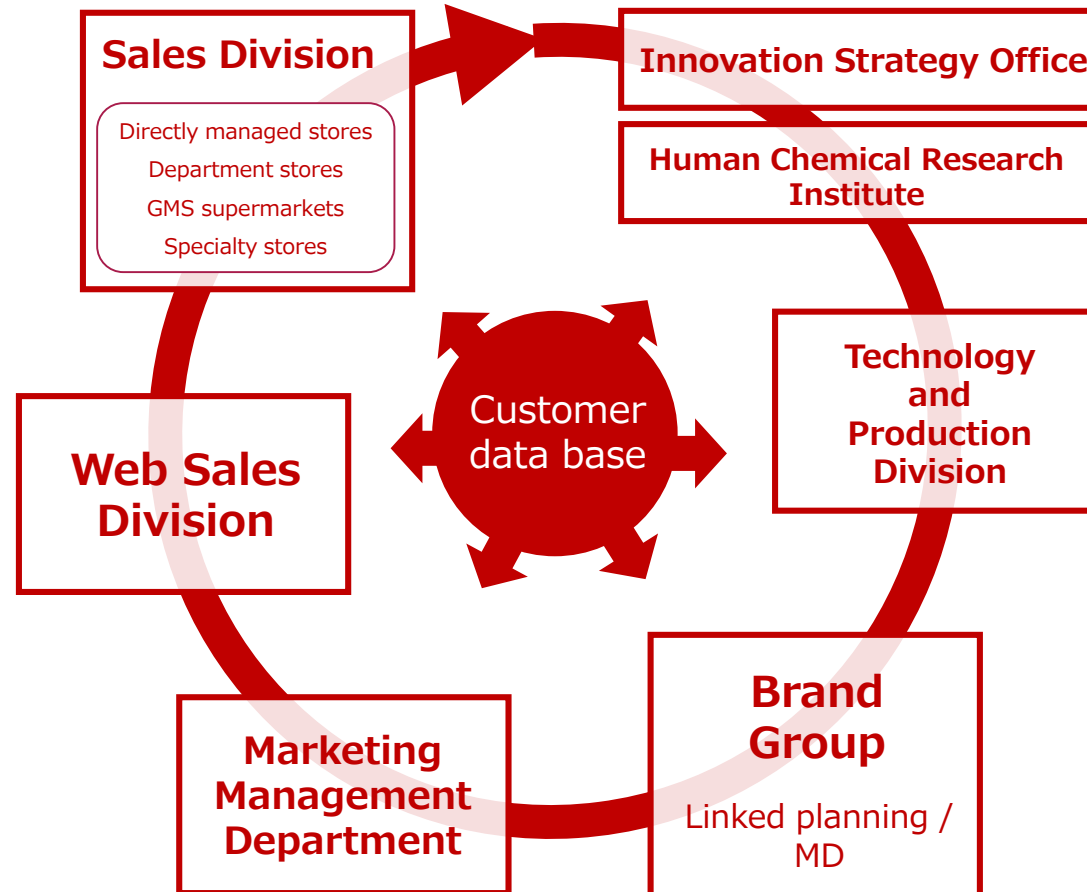 Sales Division
Directly managed stores
Department stores
GMS supermarkets
Specialty stores
Innovation Strategy Office
Human Chemical Research
Institute
Technology
and
Production
Division
Customer
data base
Web Sales
Division
Brand
Group
Linked planning /
MD
Marketing
Management
Department